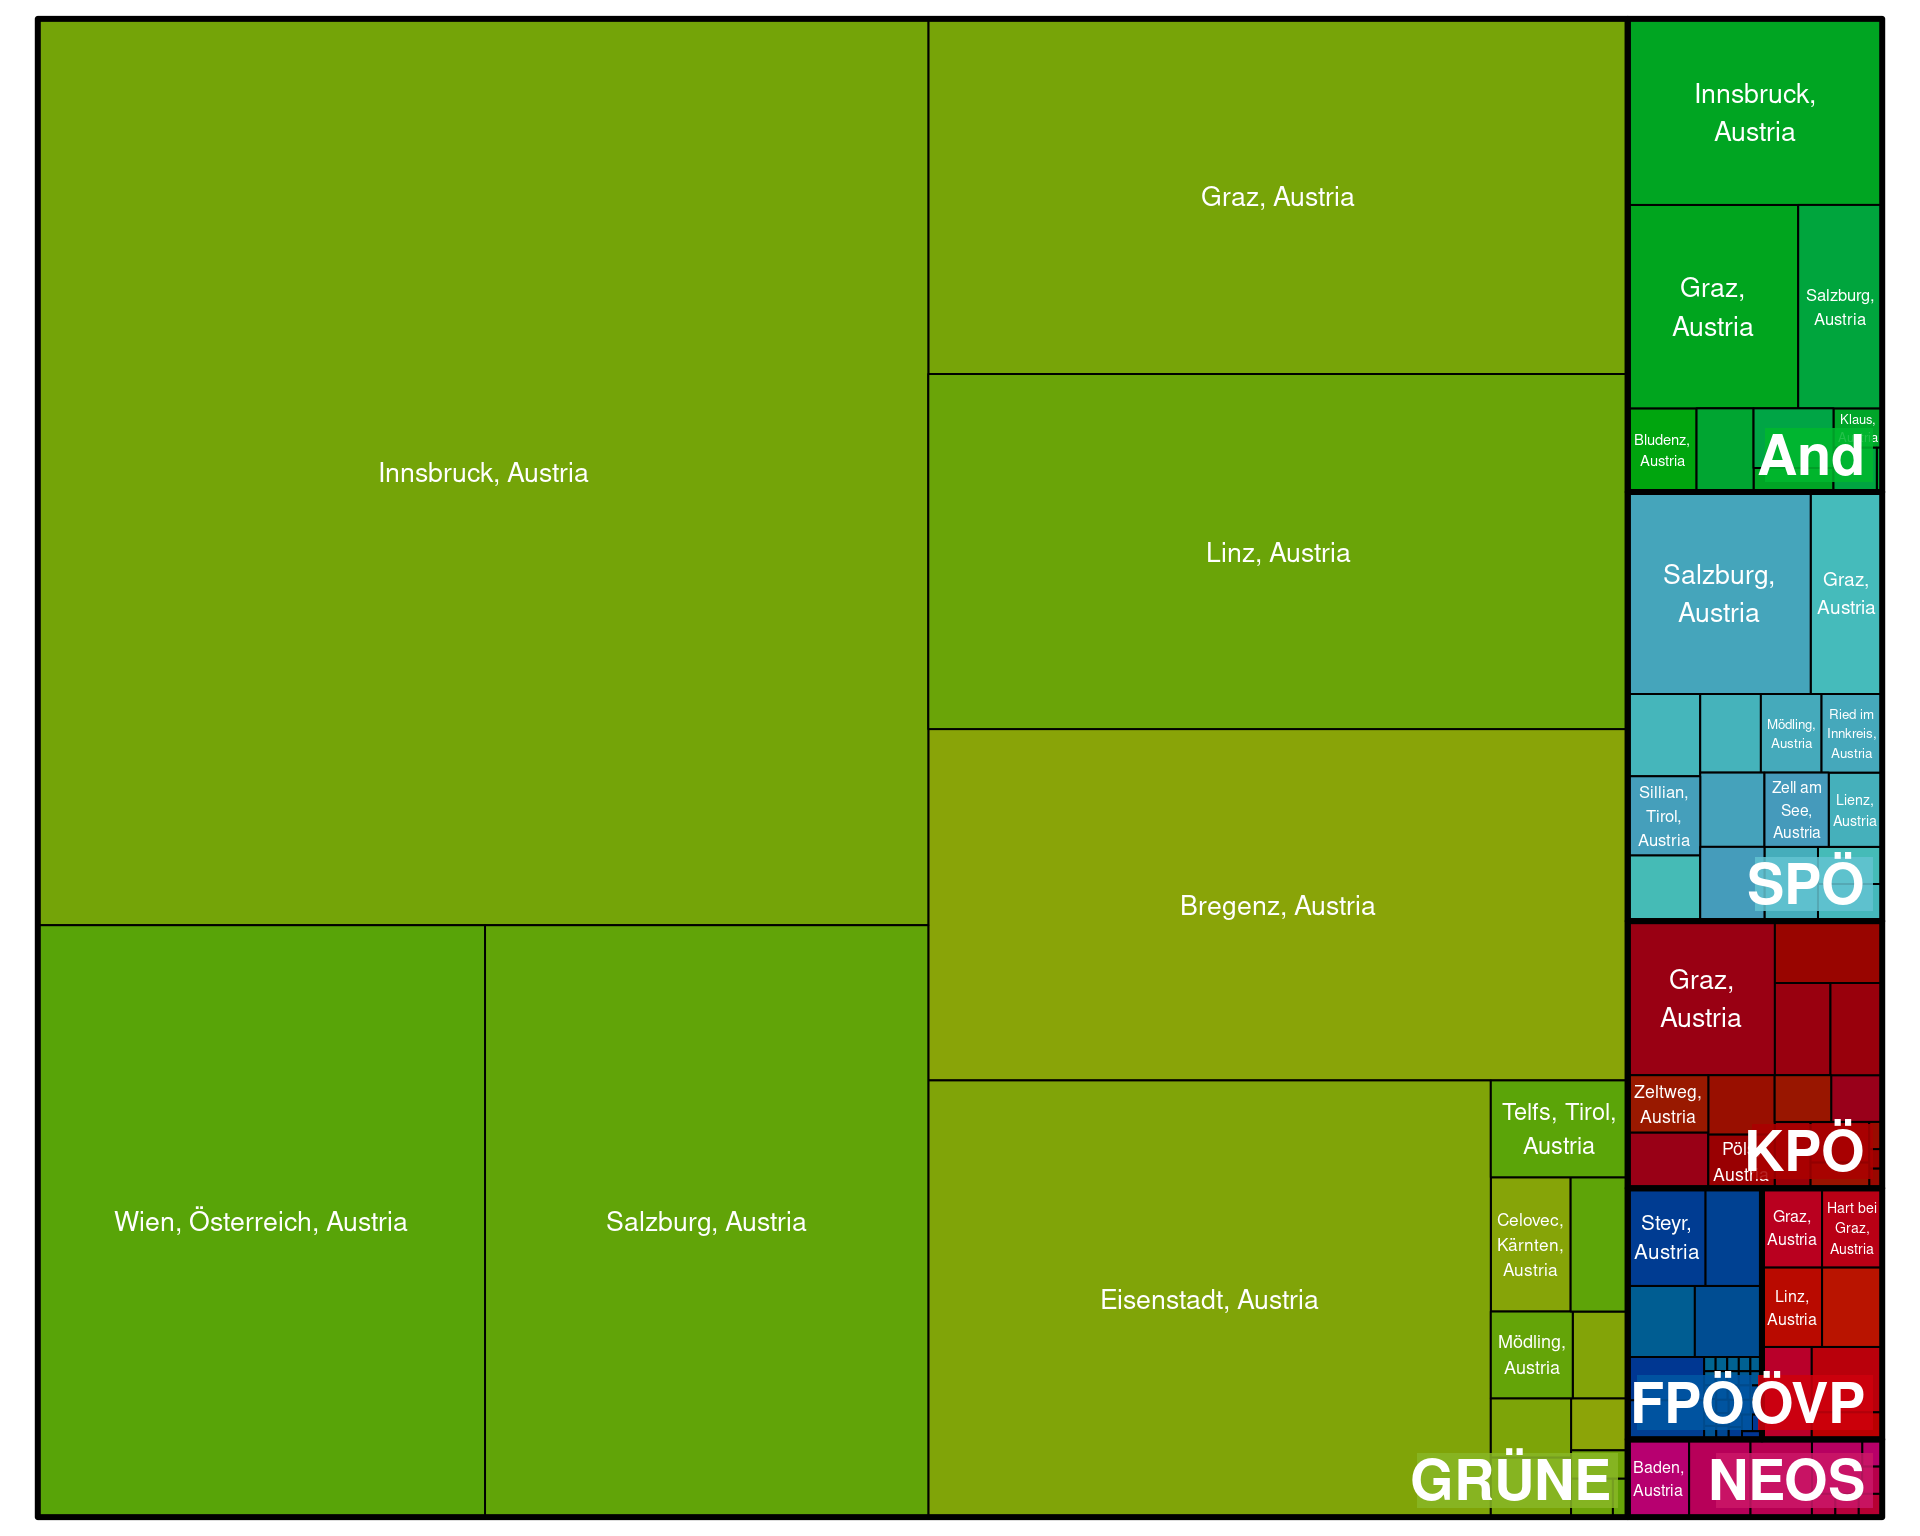 Innsbruck, Austria
Wien, Österreich, Austria
Salzburg, Austria
Graz, Austria
Linz, Austria
Bregenz, Austria
Eisenstadt, Austria
Telfs, Tirol,
Austria
Celovec,
Kärnten,
Austria
Mödling,
Austria
GRÜNE
Innsbruck,
Austria
Graz,
Austria
Salzburg,
Austria
Bludenz,
Austria
Klaus,
And
Salzburg,
Austria
Graz,
Austria
Mödling,
Austria
Ried im
Innkreis,
Austria
Sillian,
Tirol,
Austria
Zell am
See,
Austria
Lienz,
Austria
SPÖ
Graz,
Austria
Zeltweg,
Austria
Austria
KPÖ
Steyr,
Austria
FPÖ
Graz,
Austria
Hart bei
Graz,
Austria
Linz,
Austria
ÖVP
Baden,
Austria
NEOS